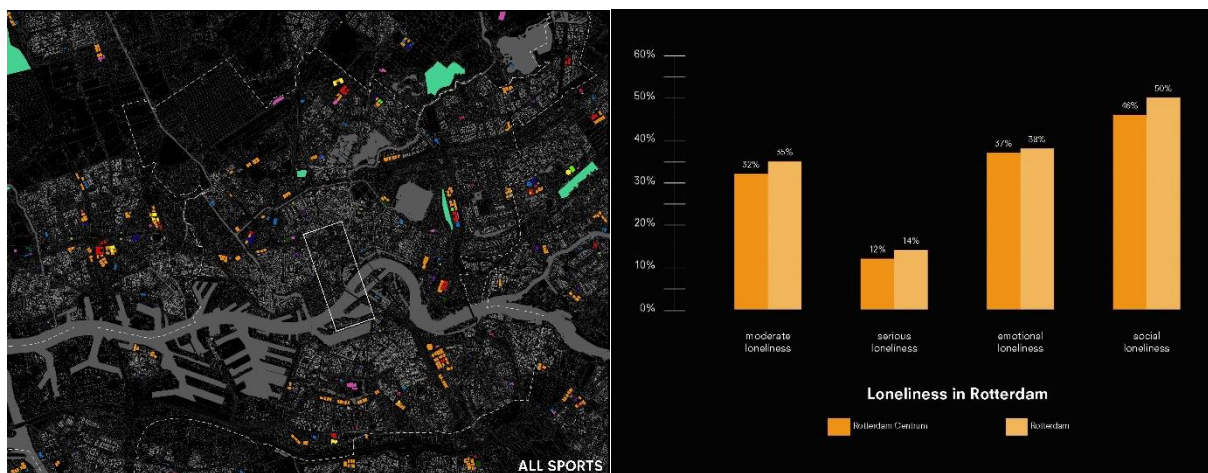 ALL SPORTS
60%
50%
40%
30%
20%
10%
0%
32%
35%
12%
14%
37%
38%
46%
50%
moderate
loneliness
serious
loneliness
emotional
loneliness
social
loneliness
Loneliness in Rotterdam
Rotterdam Centrum
Rotterdam